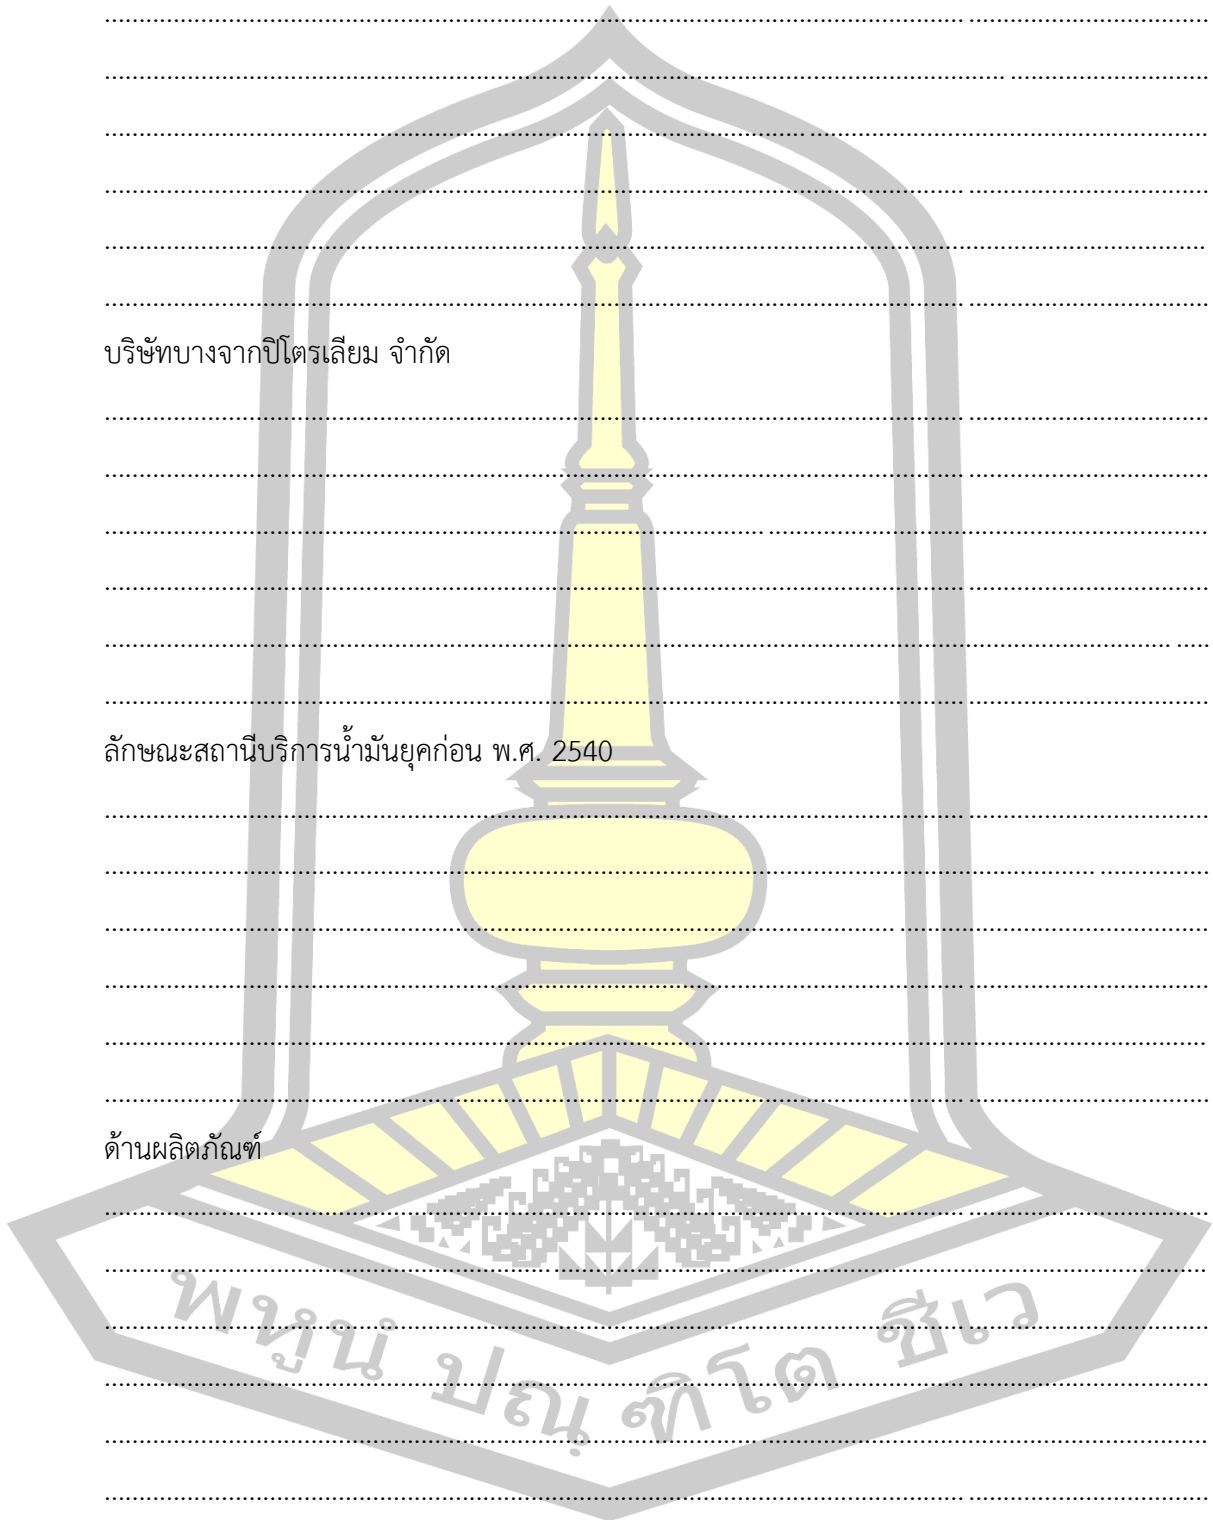 บริษัทบางจากปิโตรเลียม จำกัด
ลักษณะสถานีบริการน้ำมันยุคก่อน พ.ศ. 2540
ด้านผลิตภัณฑ์
พหูนํ ปณฺฑิโต ชีเว